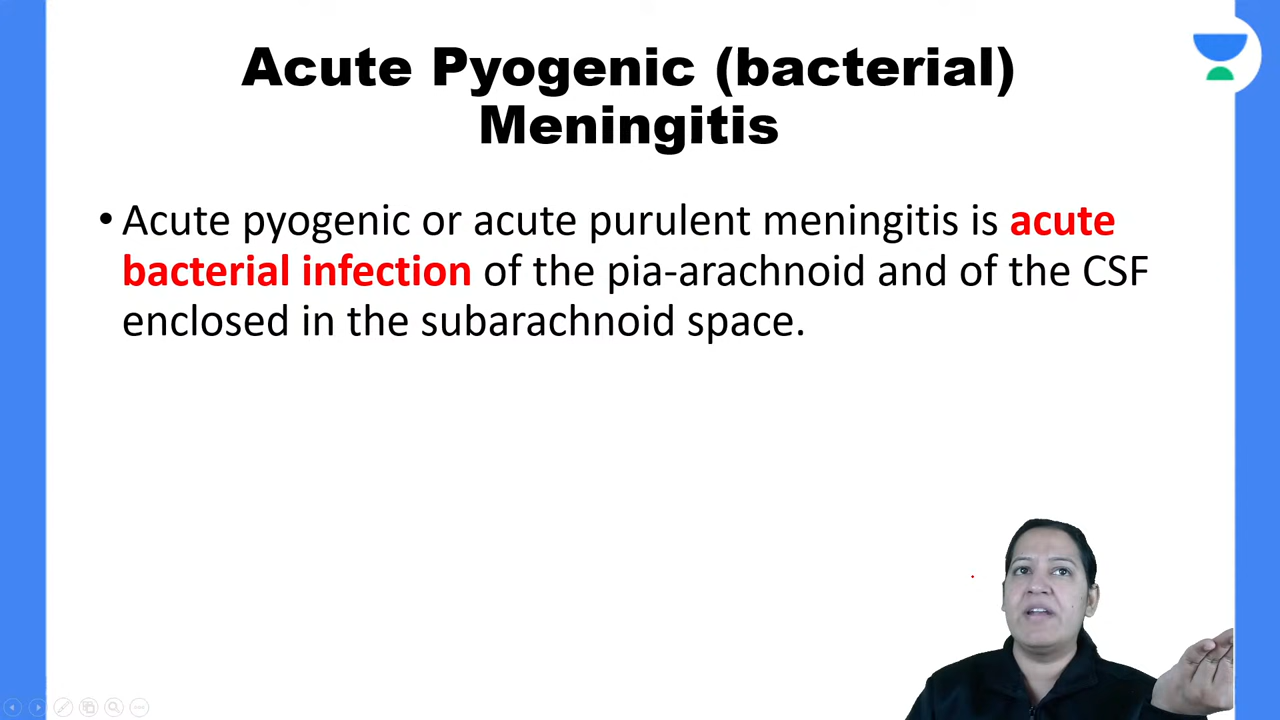 Acute Pyogenic (bacterial)
Meningitis
• Acute pyogenic or acute purulent meningitis is acute
bacterial infection of the pia-arachnoid and of the CSF
enclosed in the subarachnoid space.